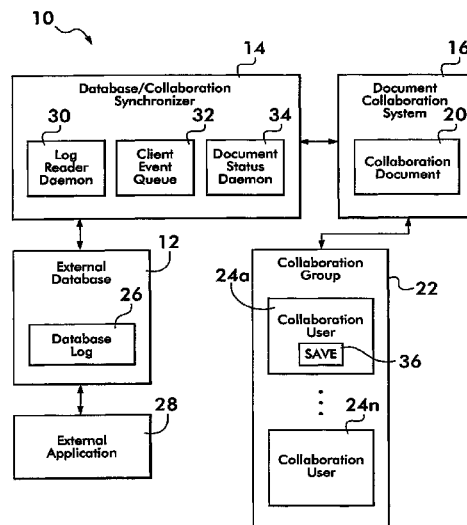 10
14
Database/Collaboration
Synchronizer
30
Log
Reader
Daemon
32
Client
Event
Queue
34
Document
Status
Daemon
16
Document
Collaboration
System
20
Collaboration
Document
External
Database
12
26
Database
Log
28
External
Application
Collaboration
Group
22
24a
Collaboration
User
SAVE
36
24n
Collaboration
User